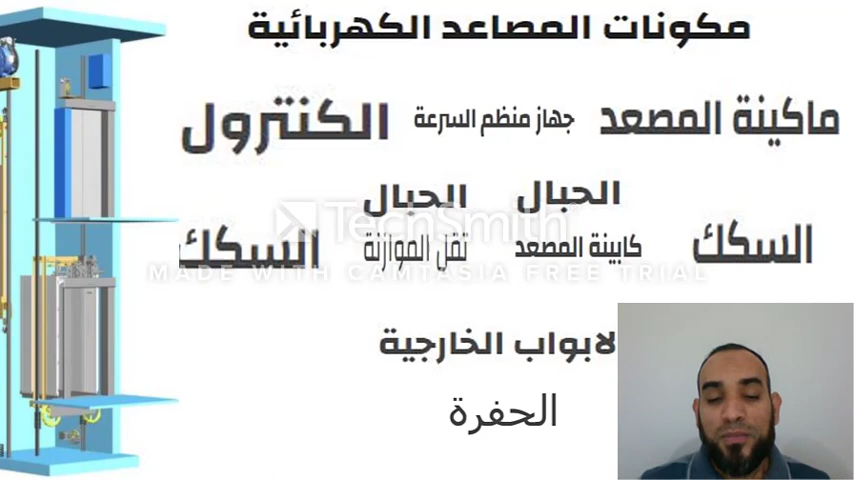 مكونات المصاعد الكهربائية
ماكينة المصعد جهاز منظم السرعة الكنترول
الحبال الحبال
السكك كابينة المصعد ثقل الموازنة السكك
لابواب الخارجية
الحفرة
TechSmith
MADE WITH CAMTASIA FREE TRIAL